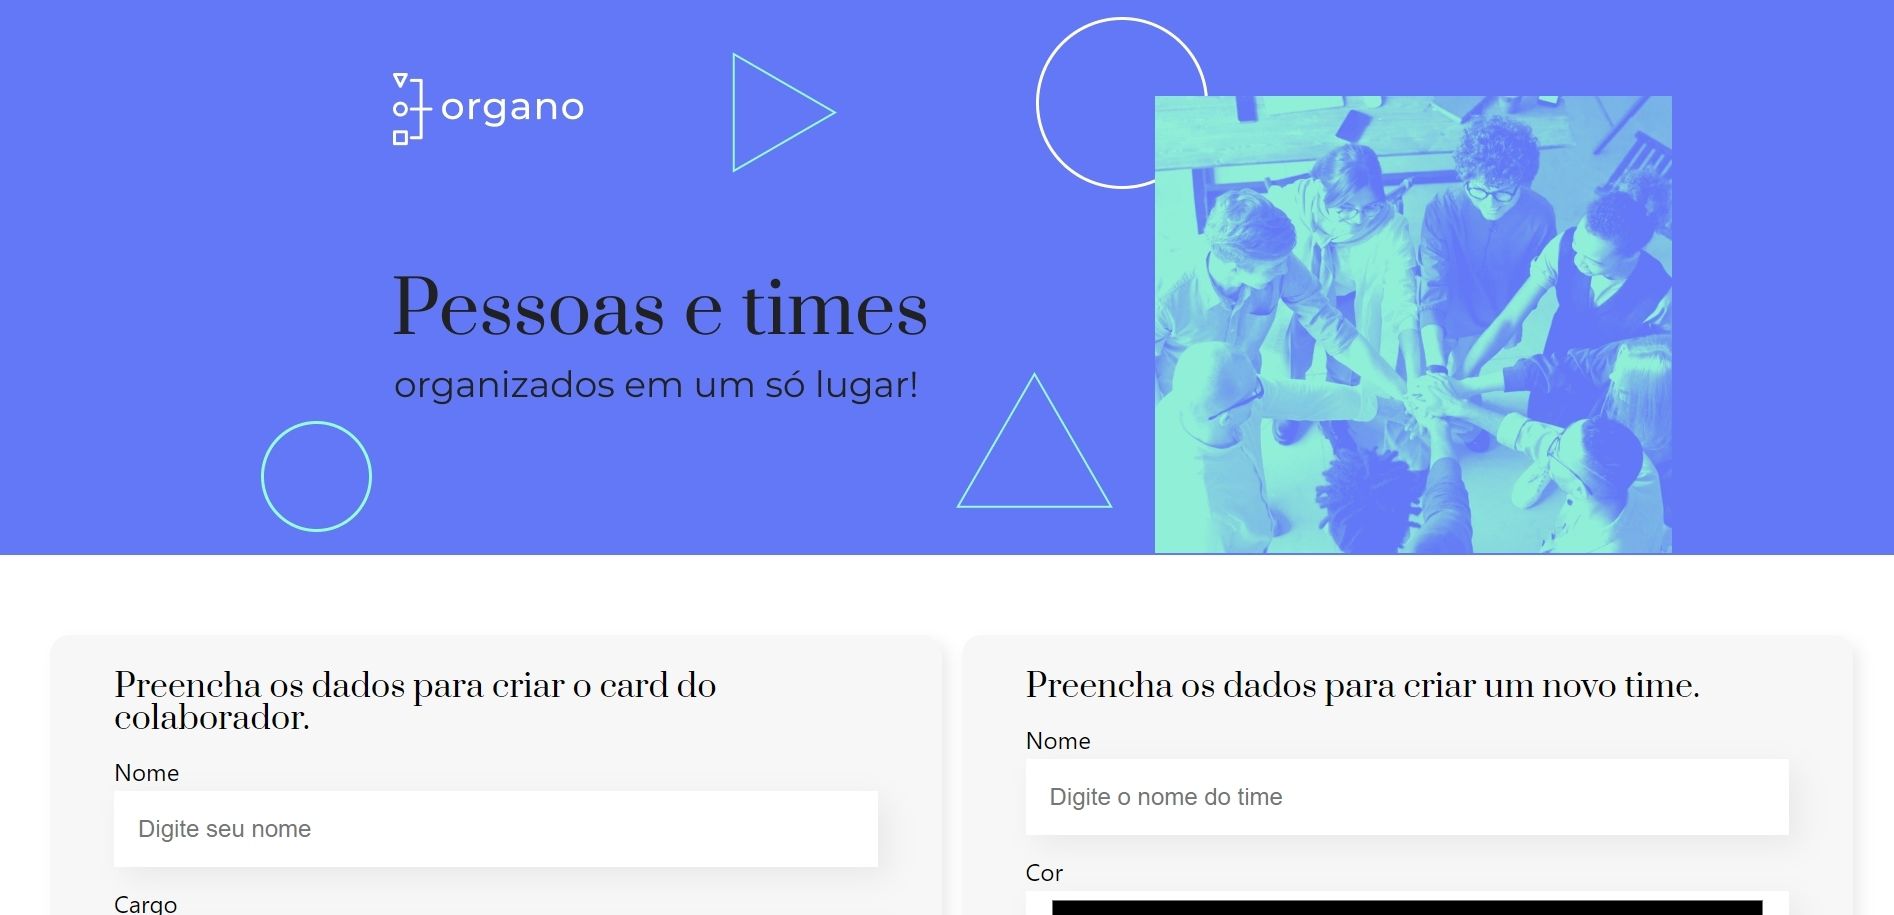 organo
Pessoas e times
organizados em um só lugar!
Preencha os dados para criar o card do
colaborador.
Nome
Digite seu nome
Cargo
Preencha os dados para criar um novo time.
Nome
Digite o nome do time
Cor